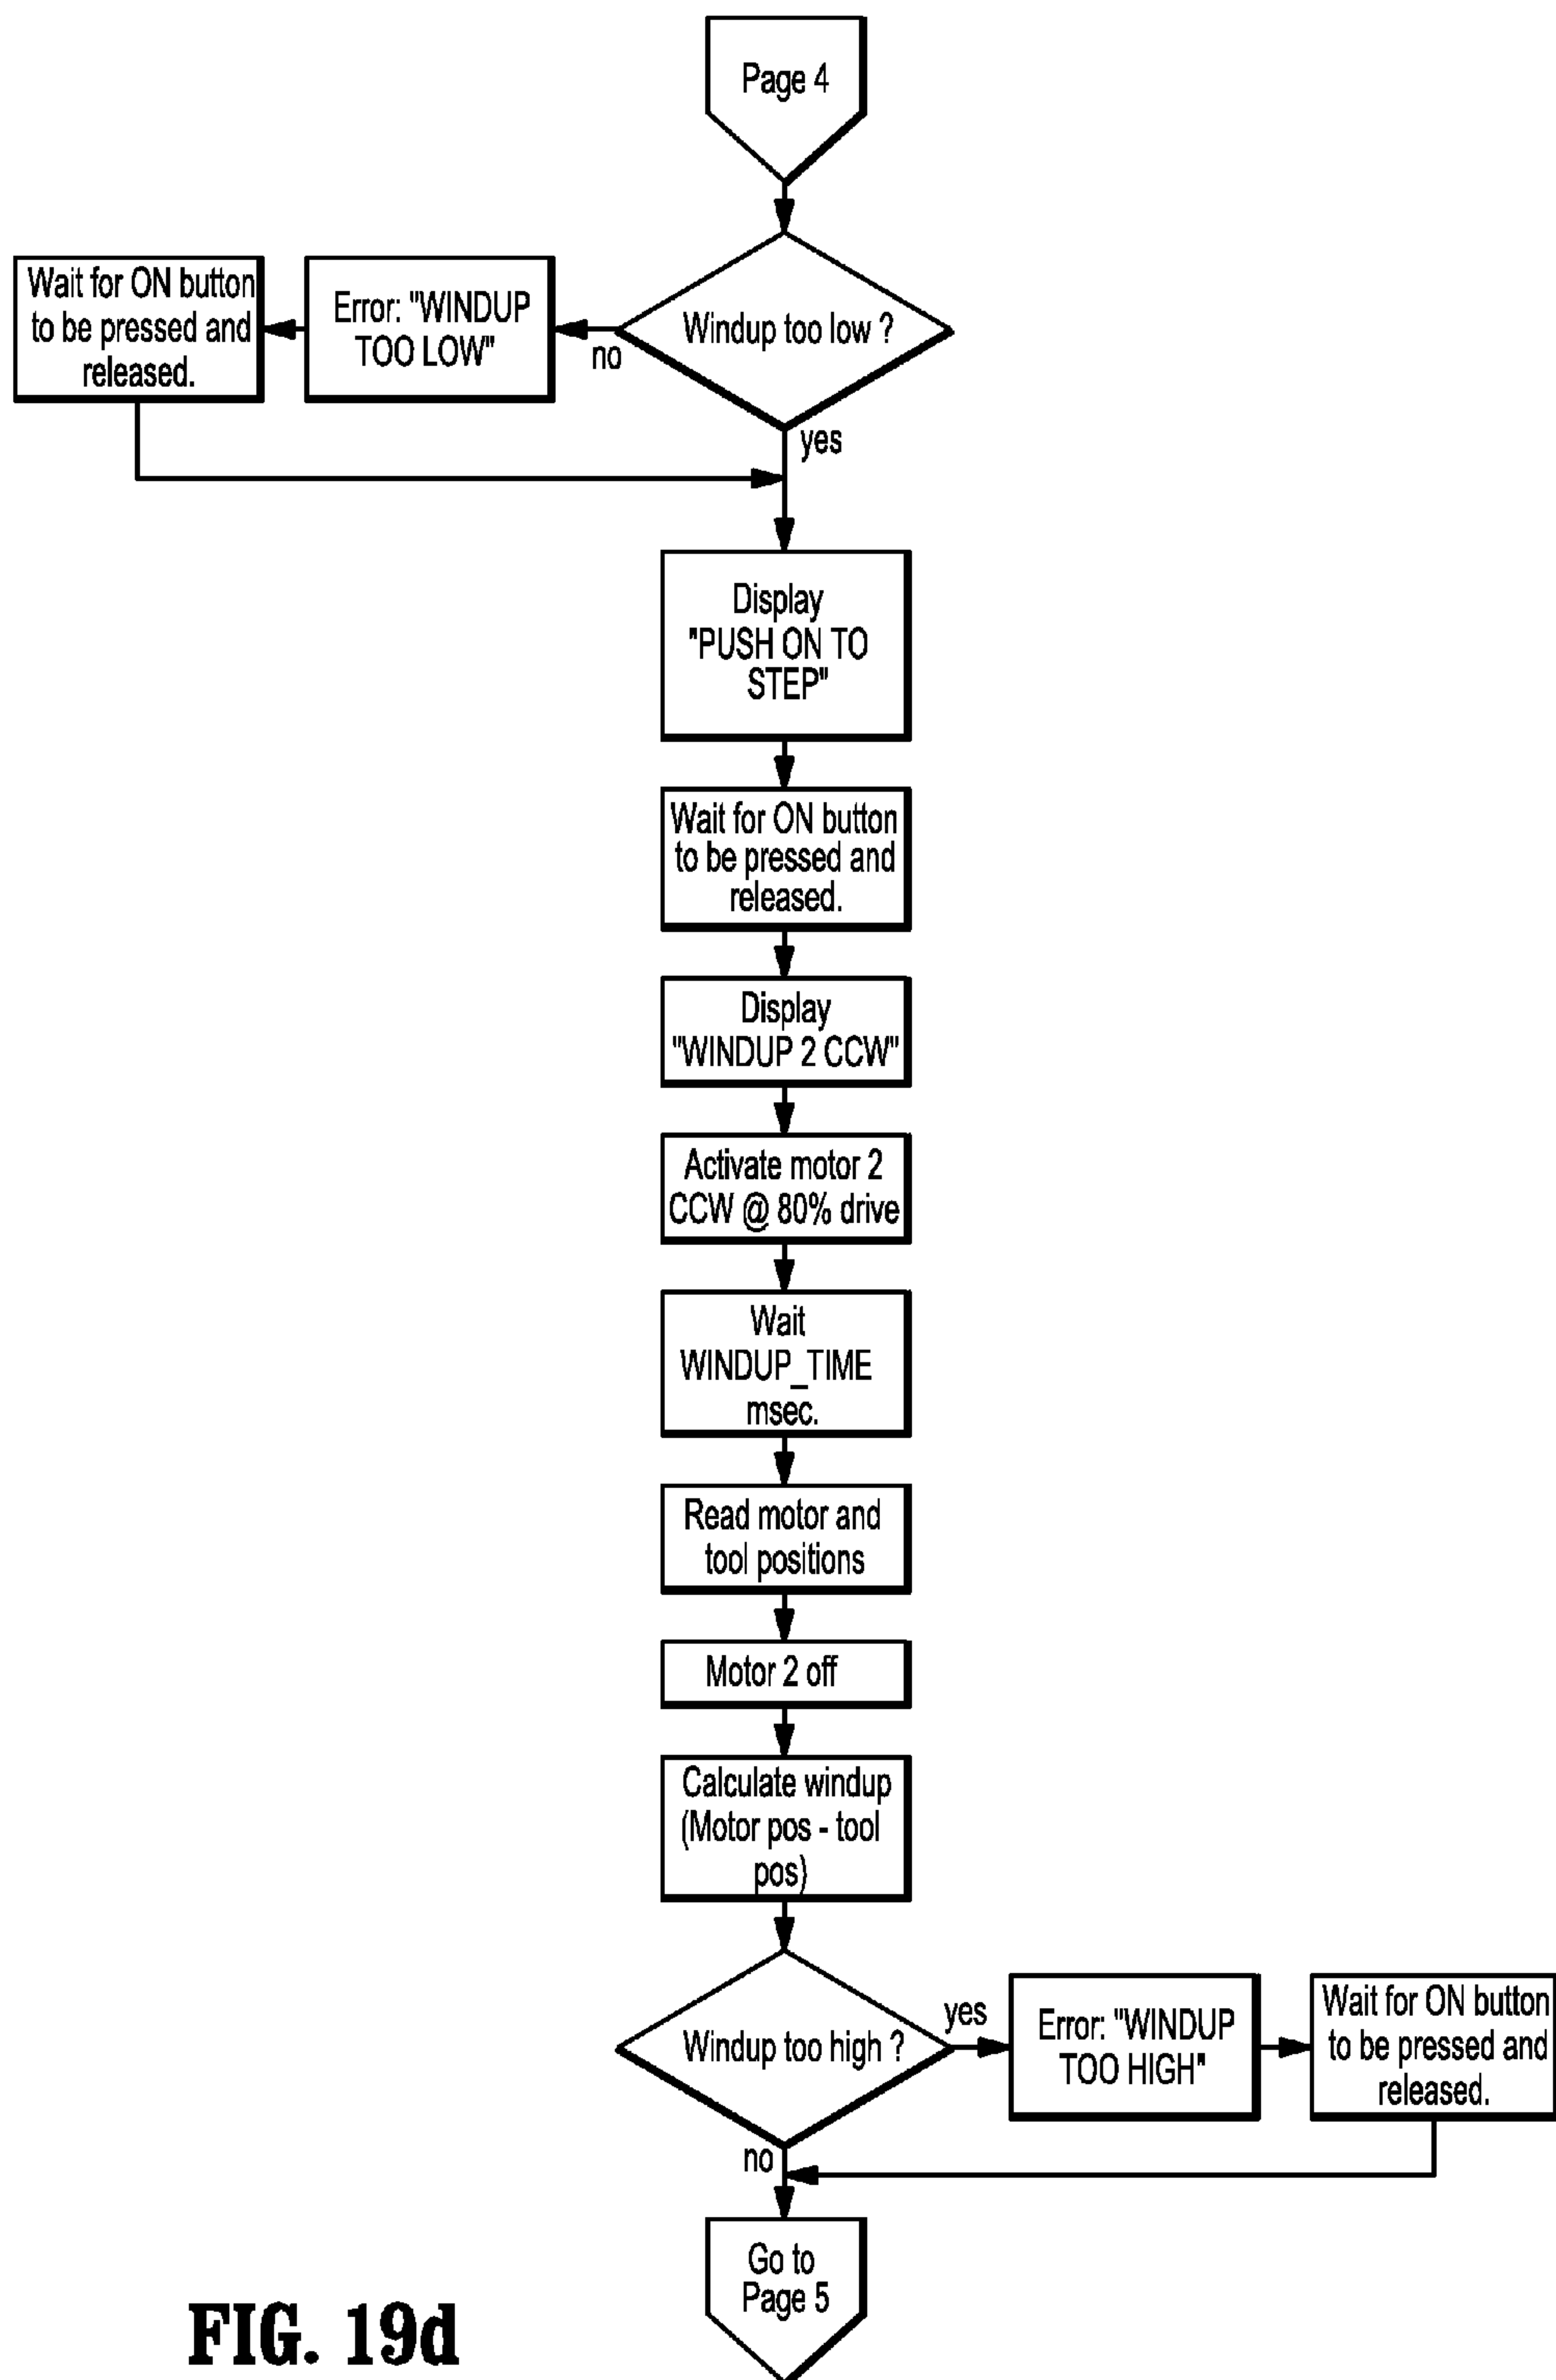 Page 4
Wait for ON button
to be pressed and
released.
Error: "WINDUP
TOO LOW"
Windup too low ?
no
yes
Display
"PUSH ON TO
STEP"
Wait for ON button
to be pressed and
released.
Display
"WINDUP 2 CCW"
Activate motor 2
CCW @ 80% drive
Wait
WINDUP_TIME
msec.
Read motor and
tool positions
Motor 2 off
Calculate windup
(Motor pos - tool
pos)
Windup too high ?
yes
Error: "WINDUP
TOO HIGH"
Wait for ON button
to be pressed and
released.
no
Go to
Page 5
FIG. 19d